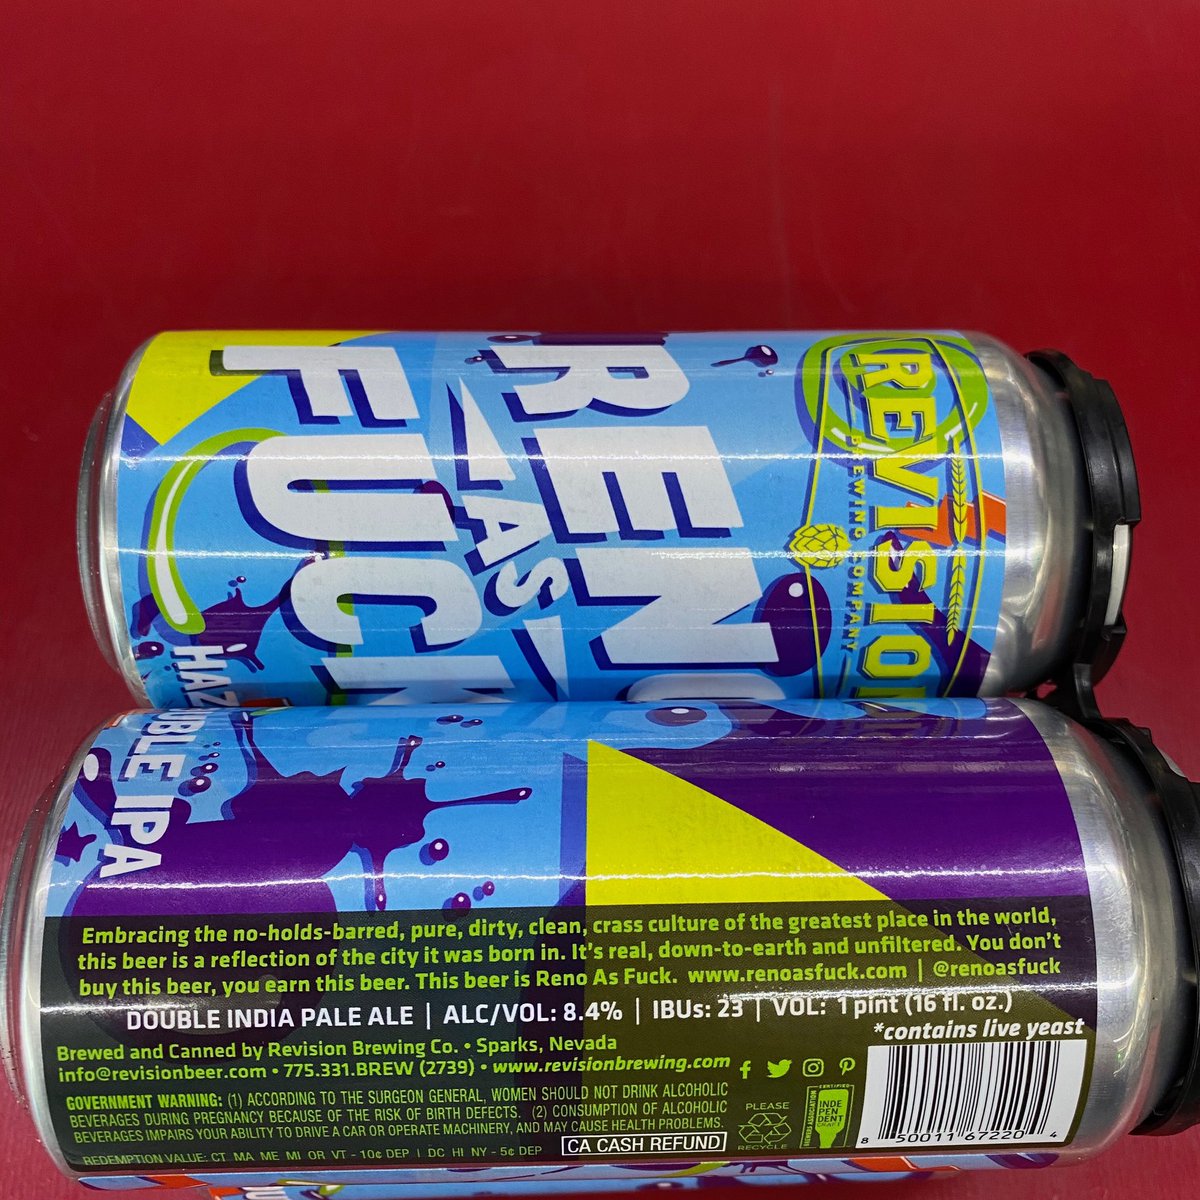 REVISION
BREWING COMPANY
RENO
AS
FUCK
HAZ
UBLE IPA
Embracing the no-holds-barred, pure, dirty, clean, crass culture of the greatest place in the world,
this beer is a reflection of the city it was born in. It's real, down-to-earth and unfiltered. You don't
buy this beer, you earn this beer. This beer is Reno As Fuck. www.renoasfuck.com | @renoasfuck
DOUBLE INDIA PALE ALE | ALC/VOL: 8.4% | IBUs: 23 | VOL: 1 pint (16 fl. oz.)
*contains live yeast
Brewed and Canned by Revision Brewing Co. • Sparks, Nevada
info@revisionbeer.com • 775.331.BREW (2739) • www.revisionbrewing.com
GOVERNMENT WARNING: (1) ACCORDING TO THE SURGEON GENERAL, WOMEN SHOULD NOT DRINK ALCOHOLIC
BEVERAGES DURING PREGNANCY BECAUSE OF THE RISK OF BIRTH DEFECTS. (2) CONSUMPTION OF ALCOHOLIC
BEVERAGES IMPAIRS YOUR ABILITY TO DRIVE A CAR OR OPERATE MACHINERY, AND MAY CAUSE HEALTH PROBLEMS.
REDEMPTION VALUE: CT MA ME MI OR VT - 10¢ DEP | DC HI NY - 5¢ DEP
CA CASH REFUND
PLEASE
RECYCLE
CERTIFIED
BREWERS ASSOCIATION
INDE
PEN
DENT
CRAFT
8 50011 67220 4